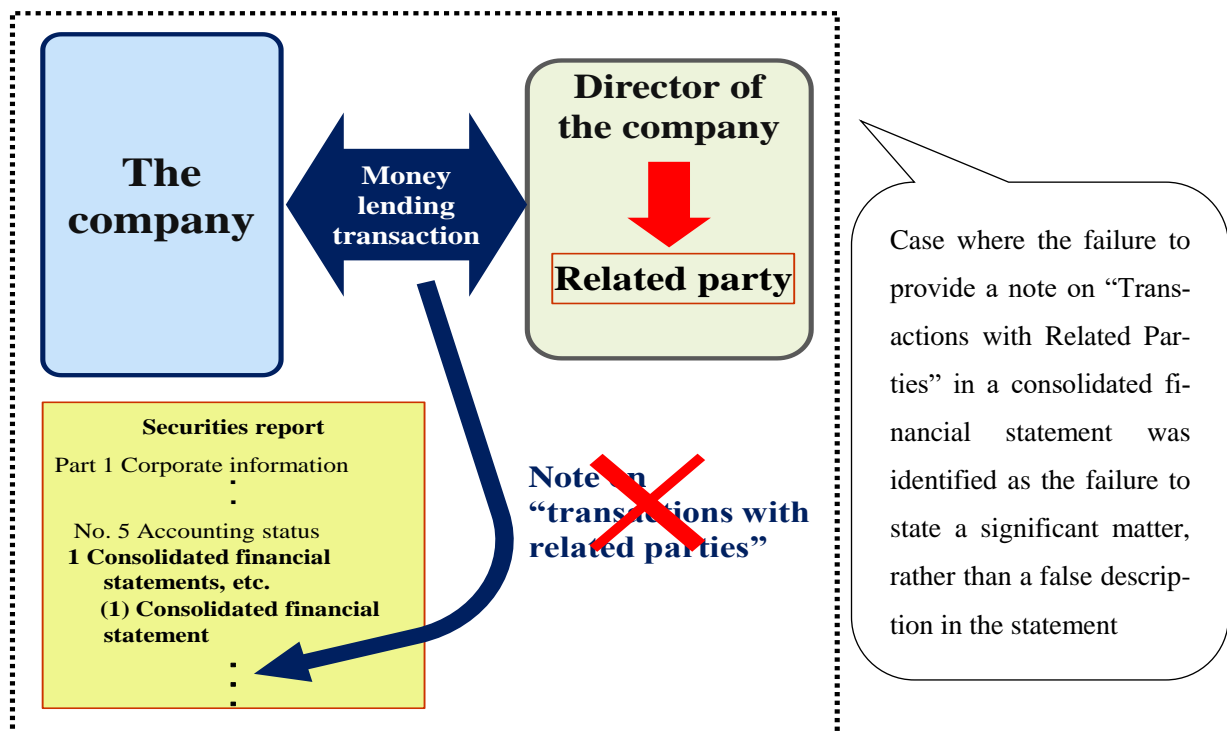 The
company
Money
lending
transaction
Director of
the company
Related party
Securities report
Part 1 Corporate information
No. 5 Accounting status
1 Consolidated financial
statements, etc.
(1) Consolidated financial
statement
Note on
“transactions with
related parties”
Case where the failure to
provide a note on “Trans-
actions with Related Par-
ties” in a consolidated fi-
nancial statement was
identified as the failure to
state a significant matter,
rather than a false descrip-
tion in the statement